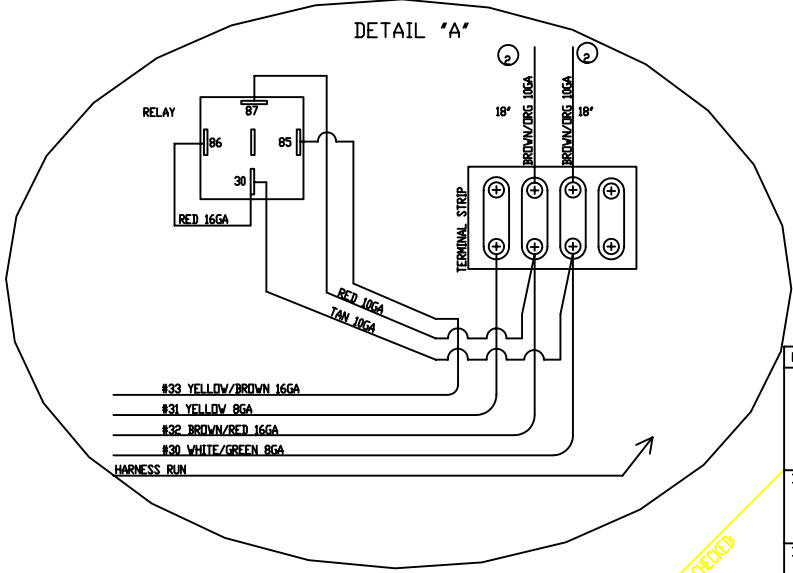 DETAIL "A"
2
2
BROWN/ORG 10GA
BROWN/ORG 10GA
18"
18"
RELAY
87
86
85
30
RED 16GA
TERMINAL STRIP
RED 10GA
TAN 10GA
#33 YELLOW/BROWN 16GA
#31 YELLOW 8GA
#32 BROWN/RED 16GA
#30 WHITE/GREEN 8GA
HARNESS RUN
CHECKED: